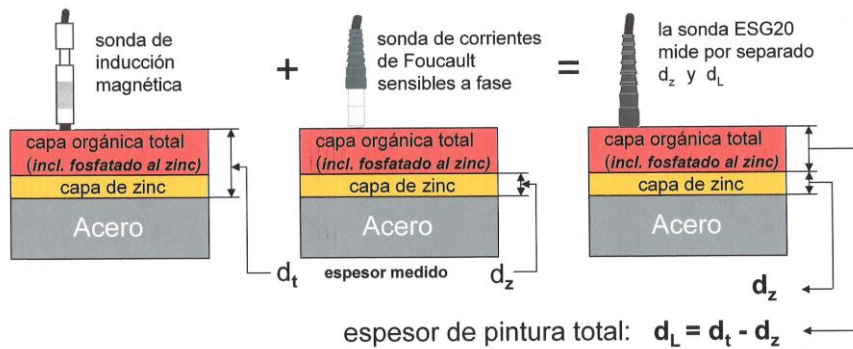 sonda de
inducción
magnética
+
sonda de corrientes
de Foucault
sensibles a fase
=
la sonda ESG20
mide por separado
dz y dL
capa orgánica total
(incl. fosfatado al zinc)
capa de zinc
Acero
capa orgánica total
(incl. fosfatado al zinc)
capa de zinc
Acero
capa orgánica total
(incl. fosfatado al zinc)
capa de zinc
Acero
dt
espesor medido
dz
dz
espesor de pintura total: dL = dt - dz